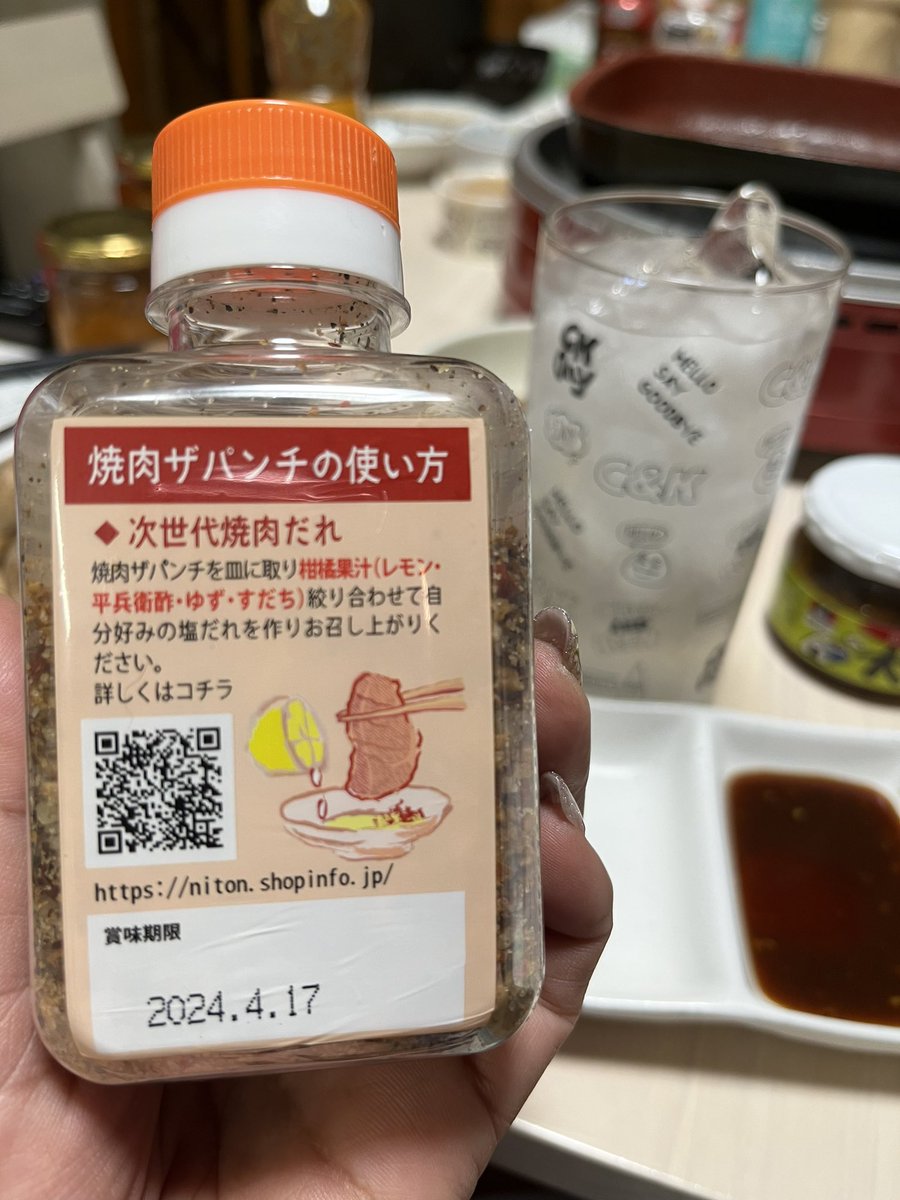 焼肉ザパンチの使い方
◆ 次世代焼肉だれ
焼肉ザパンチを皿に取り柑橘果汁(レモン・
平兵衛酢・ゆず・すだち)絞り合わせて自
分好みの塩だれを作りお召し上がりく
ださい。
詳しくはコチラ
https://niton.shopinfo.jp/
賞味期限
2024.4.17
HELLO
SAY
GOODBYE
C&K
C&K